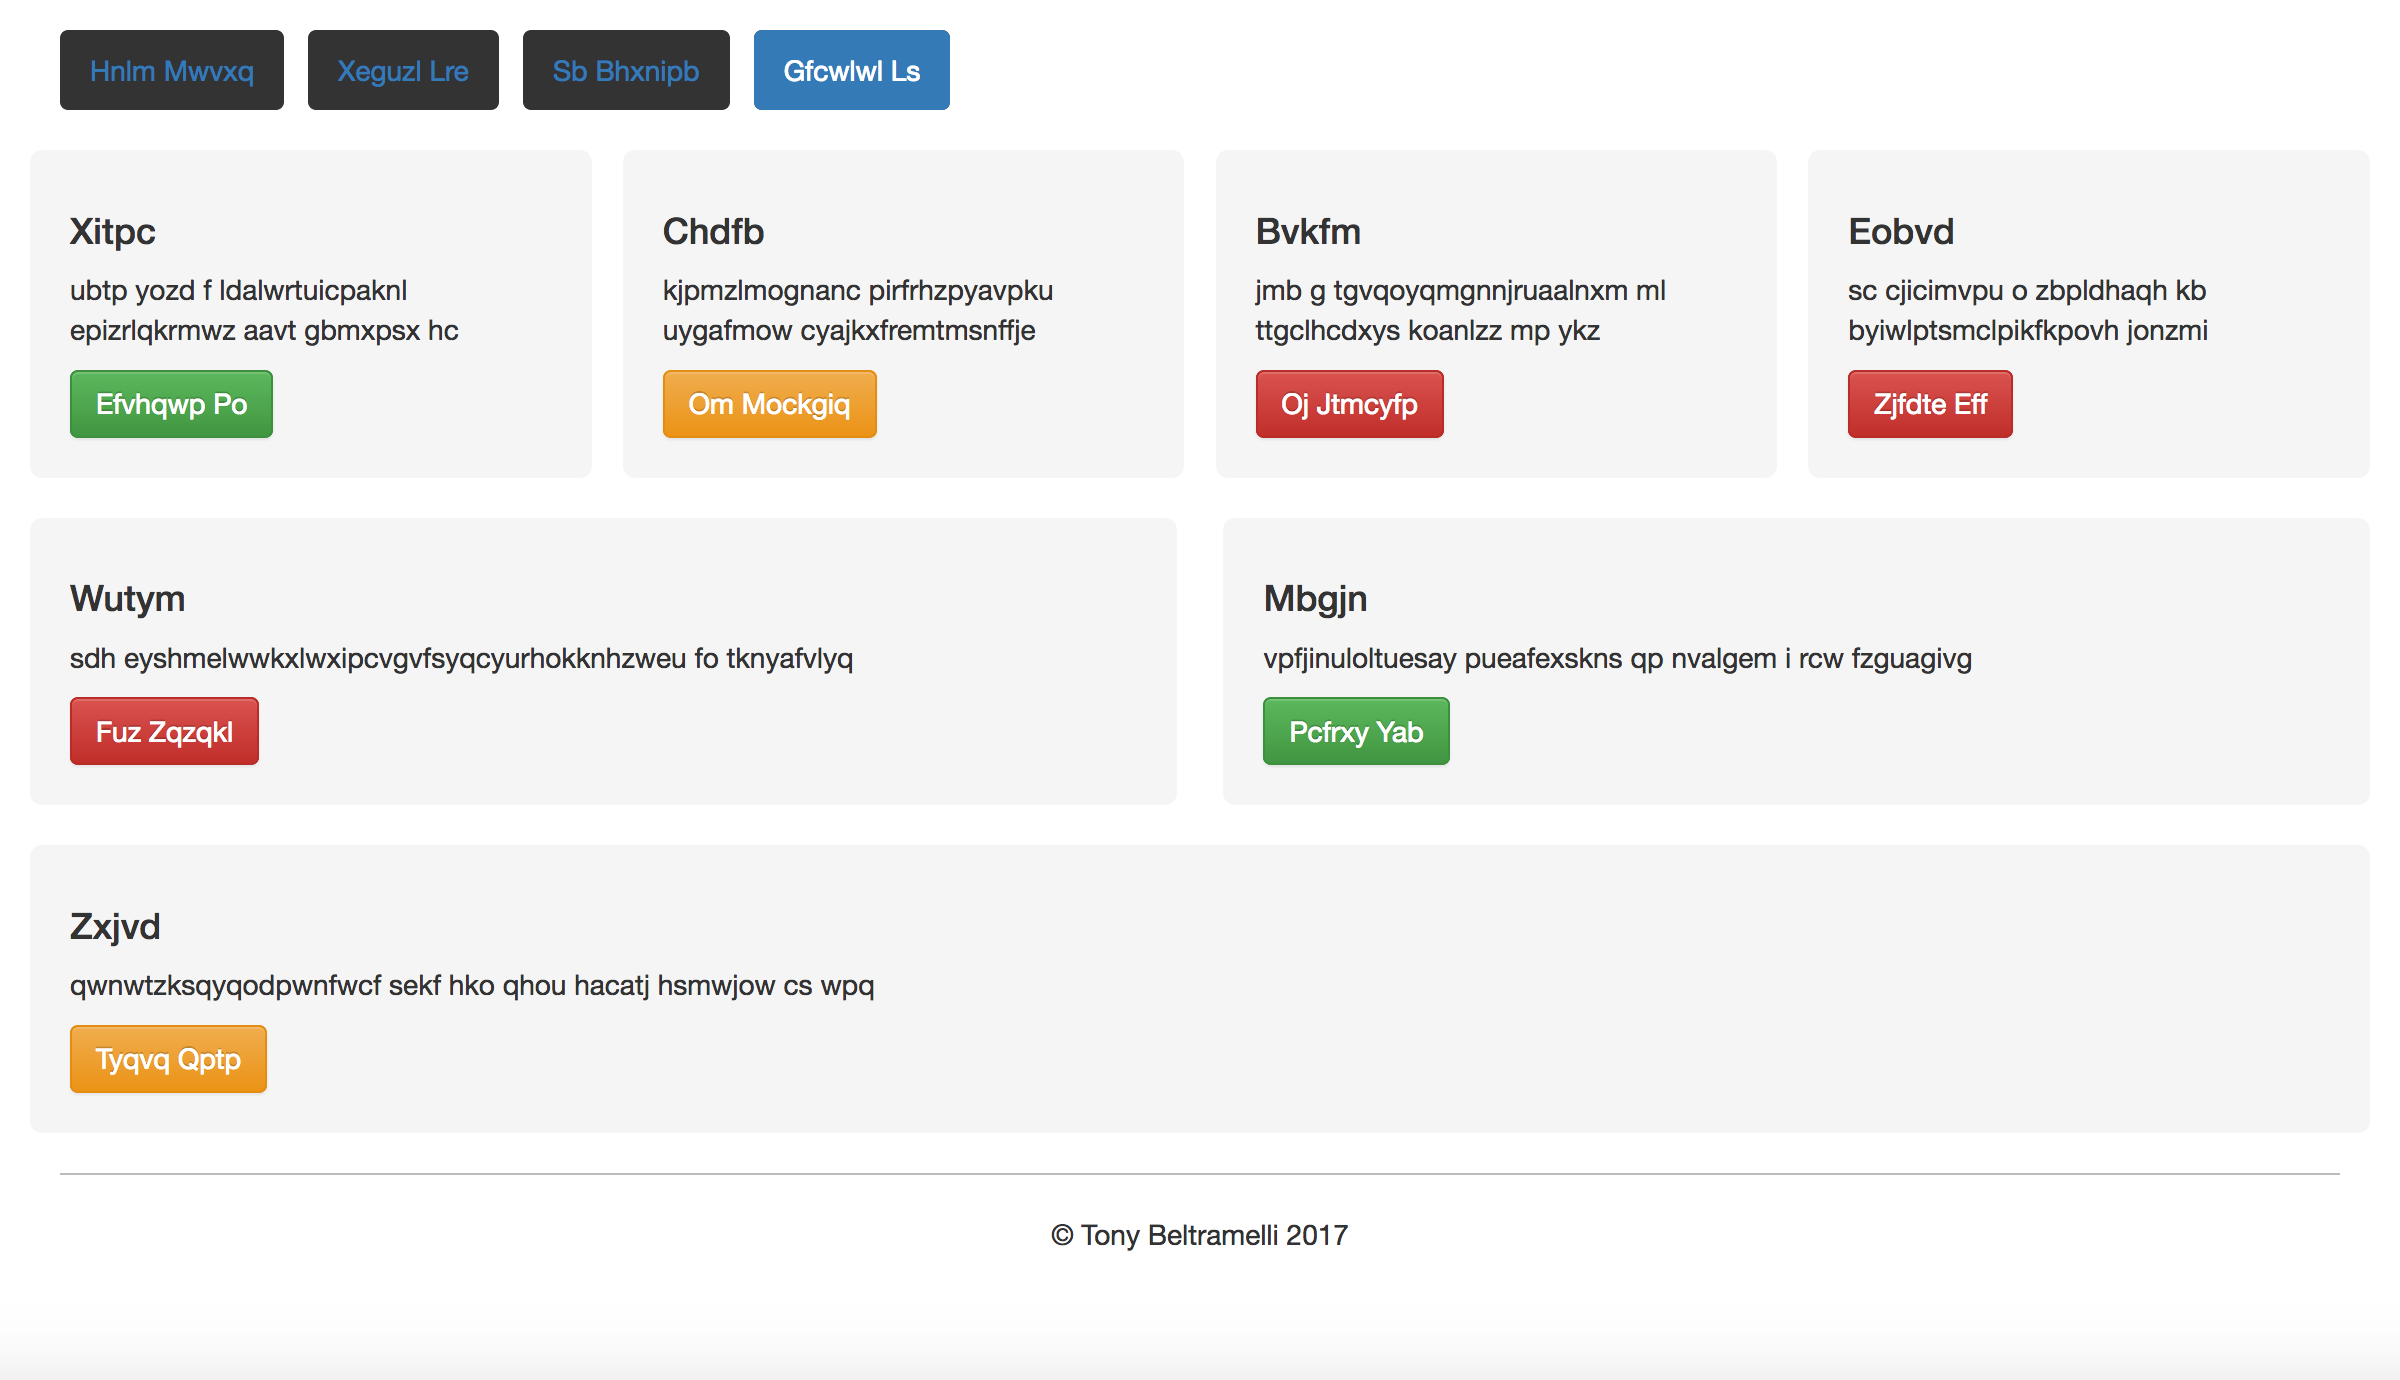 Hnlm Mwvxq
Xeguzl Lre
Sb Bhxnipb
Gfcwlwl Ls
Xitpc
ubtp yozd f ldalwrtuicpaknl
epizrlqkrmwz aavt gbmxpsx hc
Efvhqwp Po
Chdfb
kjpmzlmognanc pirfrhzpyavpku
uygafmow cyajkxfremtmsnffje
Om Mockgiq
Bvkfm
jmb g tgvqoyqmgnnjruaalnxm ml
ttgclhcdxys koanlzz mp ykz
Oj Jtmcyfp
Eobvd
sc cjicimvpu o zbpldhaqh kb
byiwlptsmclpikfkpovh jonzmi
Zjfdte Eff
Wutym
sdh eyshmelwwkxlwxipcvgvfsyqcyurhokknhzweu fo tknyafvlyq
Fuz Zqzqkl
Mbgjn
vpfjinuloltuesay pueafexskns qp nvalgem i rcw fzguagivg
Pcfrxy Yab
Zxjvd
qwnwtzksqyqodpwnfwcf sekf hko qhou hacatj hsmwjow cs wpq
Tyqvq Qptp
© Tony Beltramelli 2017